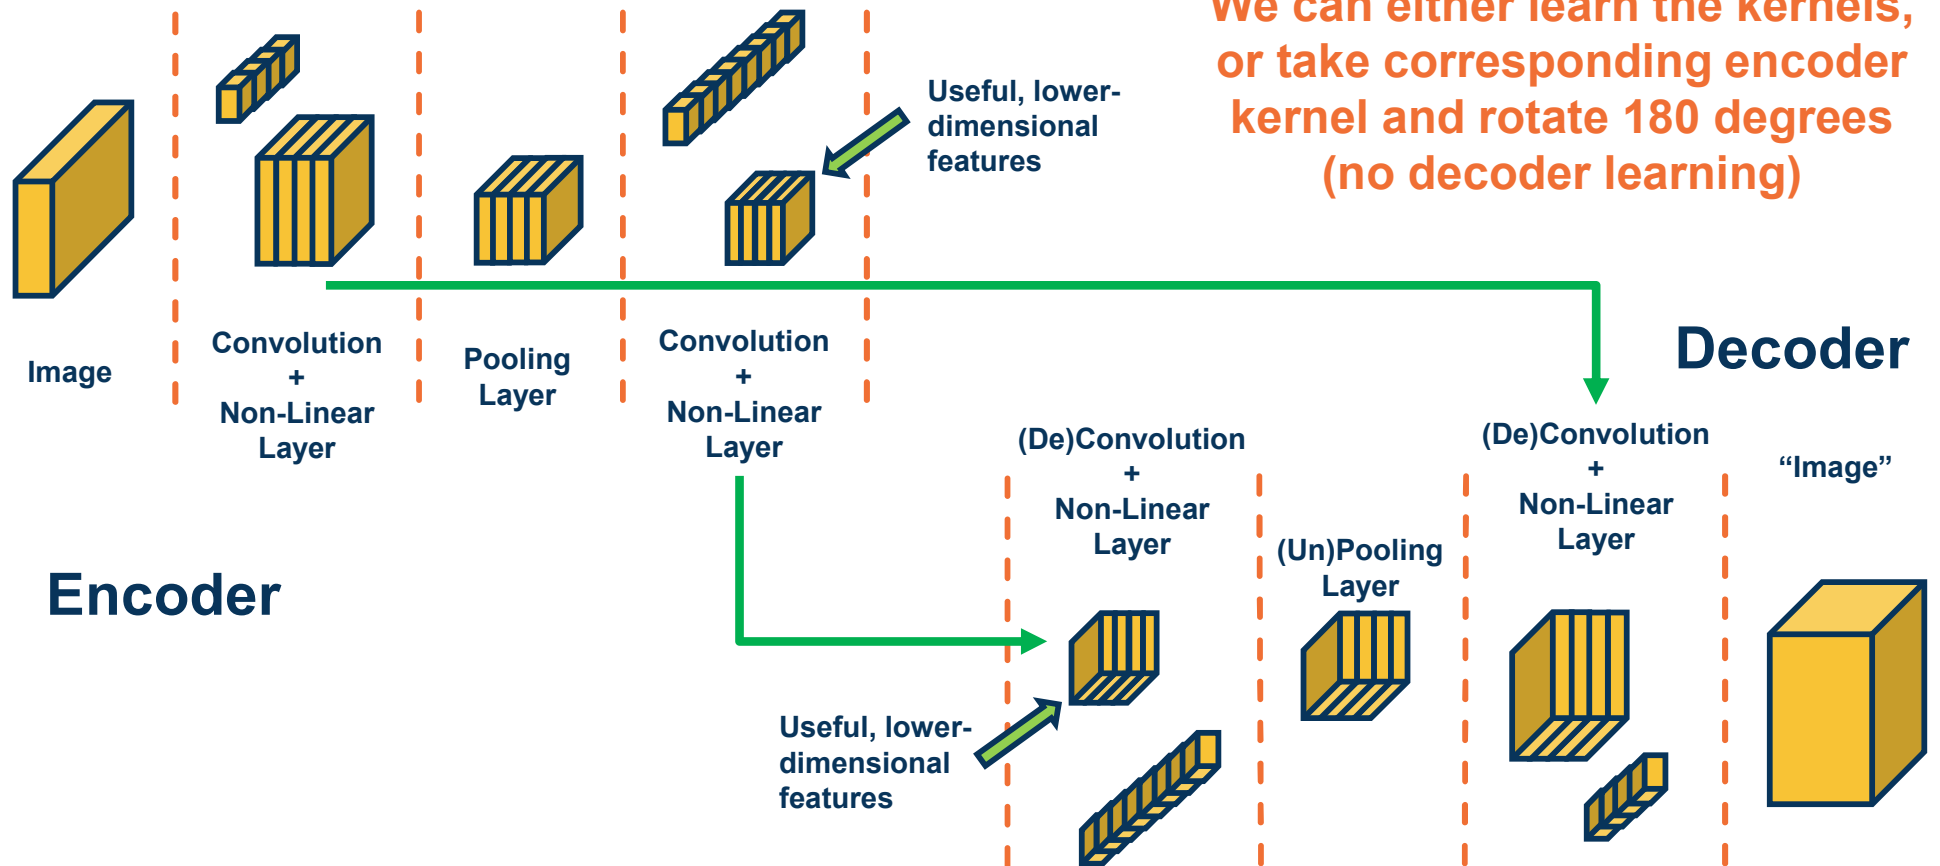 We can either learn the kernels,
or take corresponding encoder
kernel and rotate 180 degrees
(no decoder learning)
Useful, lower-
dimensional
features
Image
Convolution
+
Non-Linear
Layer
Pooling
Layer
Convolution
+
Non-Linear
Layer
Decoder
Encoder
(De)Convolution
+
Non-Linear
Layer
(Un)Pooling
Layer
(De)Convolution
+
Non-Linear
Layer
“Image”
Useful, lower-
dimensional
features